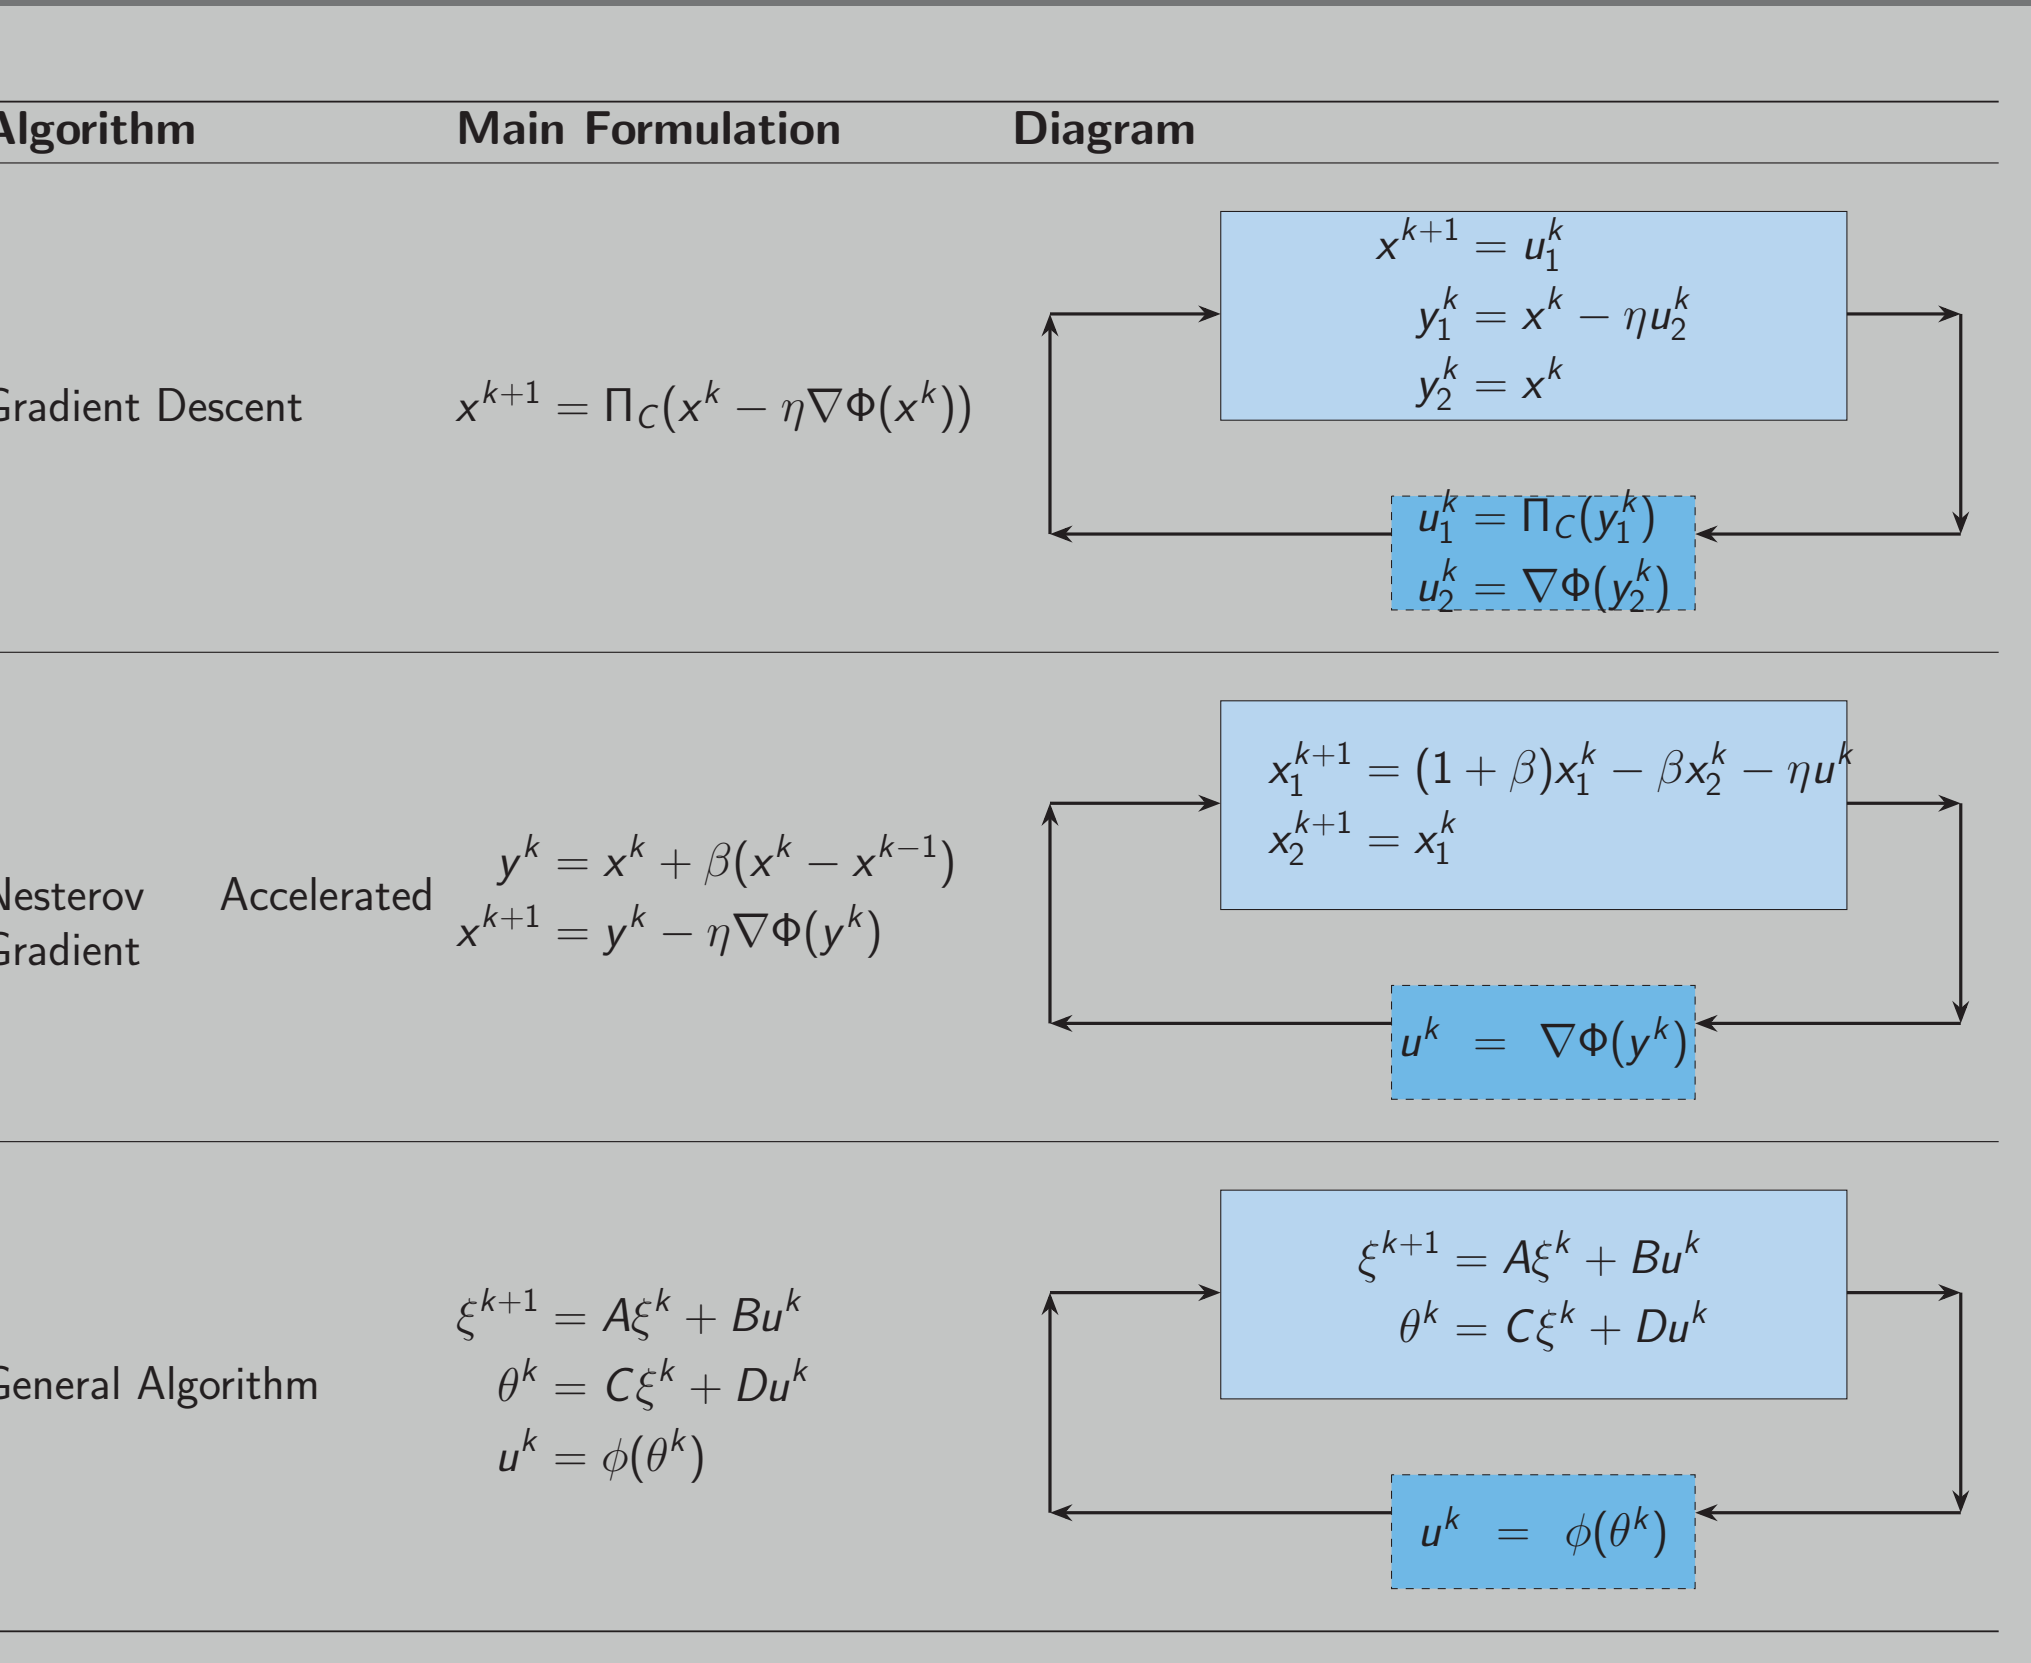 Algorithm Main Formulation Diagram
Gradient Descent
x^{k+1} = Π_C(x^k − η∇Φ(x^k))
x^{k+1} = u_1^k
y_1^k = x^k − ηu_2^k
y_2^k = x^k
u_1^k = Π_C(y_1^k)
u_2^k = ∇Φ(y_2^k)
Nesterov Accelerated
Gradient
y^k = x^k + β(x^k − x^{k−1})
x^{k+1} = y^k − η∇Φ(y^k)
x_1^{k+1} = (1 + β)x_1^k − βx_2^k − ηu^k
x_2^{k+1} = x_1^k
u^k = ∇Φ(y^k)
General Algorithm
ξ^{k+1} = Aξ^k + Bu^k
θ^k = Cξ^k + Du^k
u^k = ϕ(θ^k)
ξ^{k+1} = Aξ^k + Bu^k
θ^k = Cξ^k + Du^k
u^k = ϕ(θ^k)